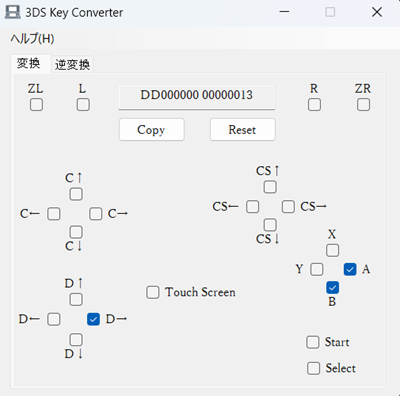 3DS Key Converter
ヘルプ(H)
変換 逆変換
ZL L DD000000 00000013 R ZR
Copy Reset
C↑ CS↑
C← C→ CS← CS→
C↓ CS↓
X
Y A
B
D↑
D← D→ Touch Screen
D↓
Start
Select